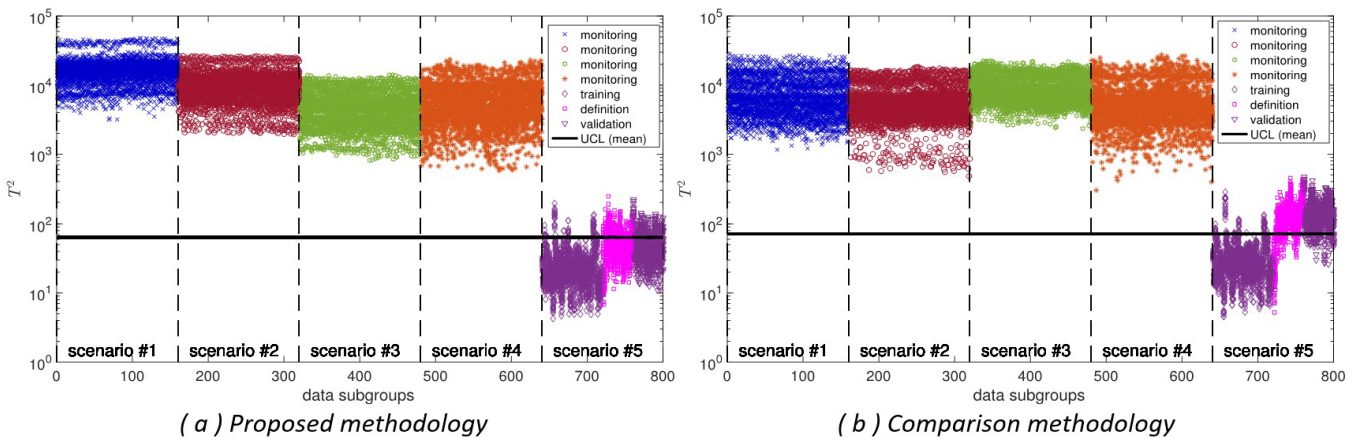 10^5
10^4
10^3
10^2
10^1
10^0
T^2
monitoring
monitoring
monitoring
monitoring
training
definition
validation
UCL (mean)
scenario #1
scenario #2
scenario #3
scenario #4
scenario #5
0 100 200 300 400 500 600 700 800
data subgroups
( a ) Proposed methodology
10^5
10^4
10^3
10^2
10^1
10^0
T^2
monitoring
monitoring
monitoring
monitoring
training
definition
validation
UCL (mean)
scenario #1
scenario #2
scenario #3
scenario #4
scenario #5
0 100 200 300 400 500 600 700 800
data subgroups
( b ) Comparison methodology